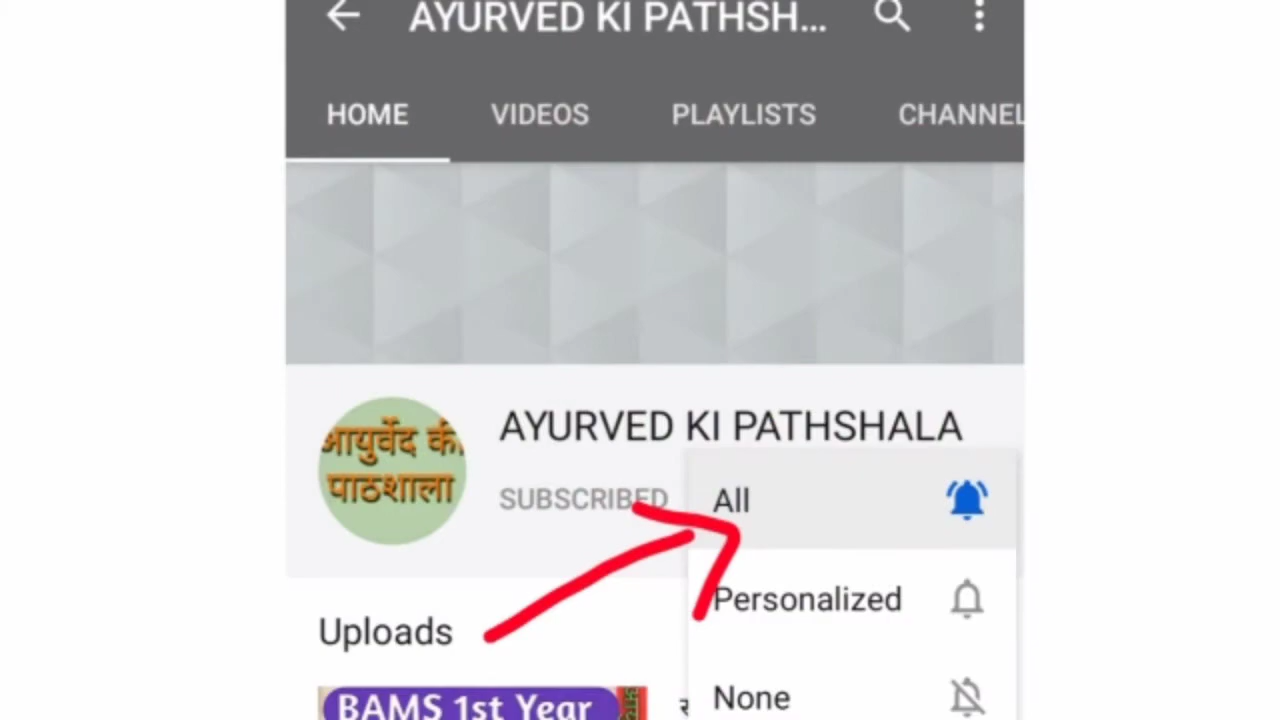 AYURVED KI PATHSH...
HOME VIDEOS PLAYLISTS CHANNEL
आयुर्वेद की
पाठशाला
AYURVED KI PATHSHALA
SUBSCRIBED
All
Personalized
None
Uploads
BAMS 1st Year